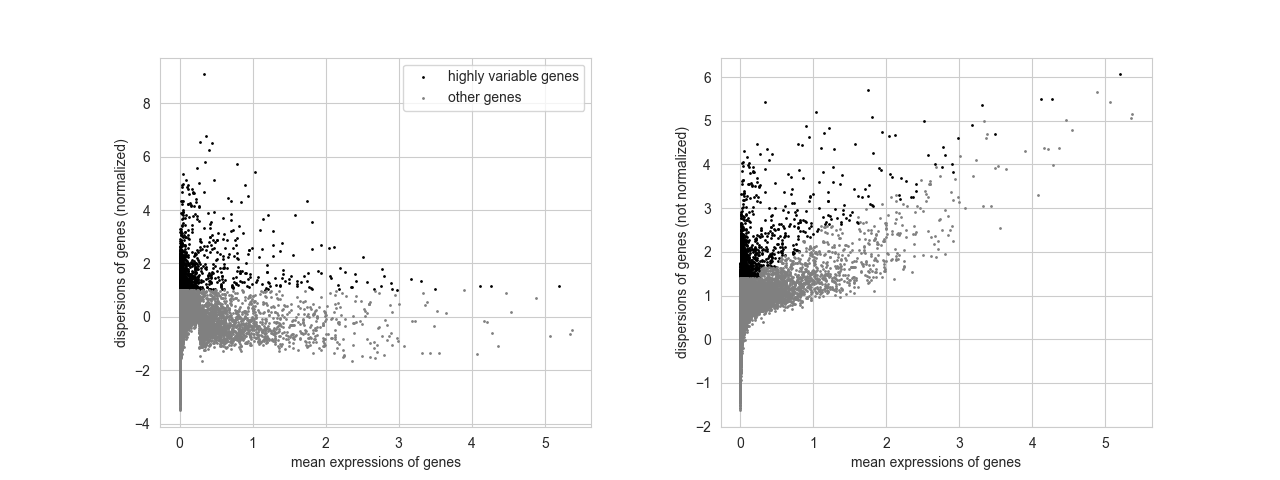 dispersions of genes (normalized)
8
6
4
2
0
−2
−4
0 1 2 3 4 5
mean expressions of genes
highly variable genes
other genes
dispersions of genes (not normalized)
6
5
4
3
2
1
0
−1
−2
0 1 2 3 4 5
mean expressions of genes